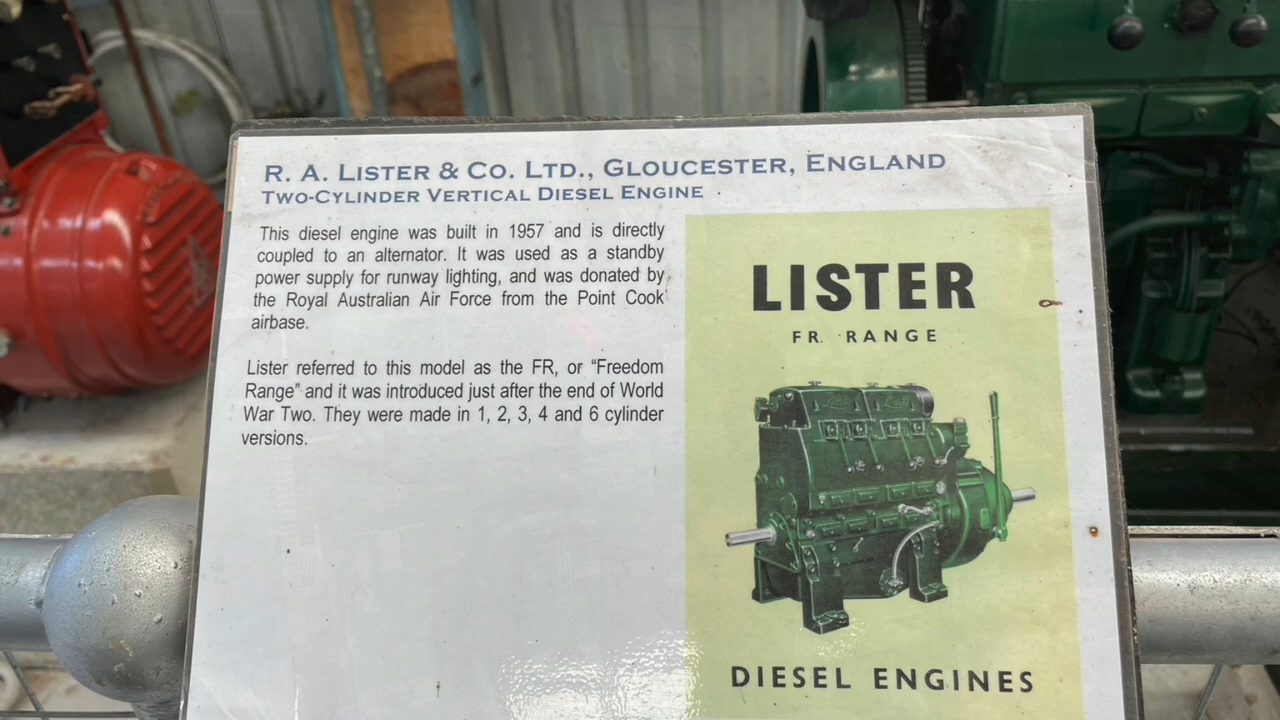 R. A. LISTER & CO. LTD., GLOUCESTER, ENGLAND
TWO-CYLINDER VERTICAL DIESEL ENGINE
This diesel engine was built in 1957 and is directly
coupled to an alternator. It was used as a standby
power supply for runway lighting, and was donated by
the Royal Australian Air Force from the Point Cook
airbase.
Lister referred to this model as the FR, or “Freedom
Range” and it was introduced just after the end of World
War Two. They were made in 1, 2, 3, 4 and 6 cylinder
versions.
LISTER
FR. RANGE
DIESEL ENGINES